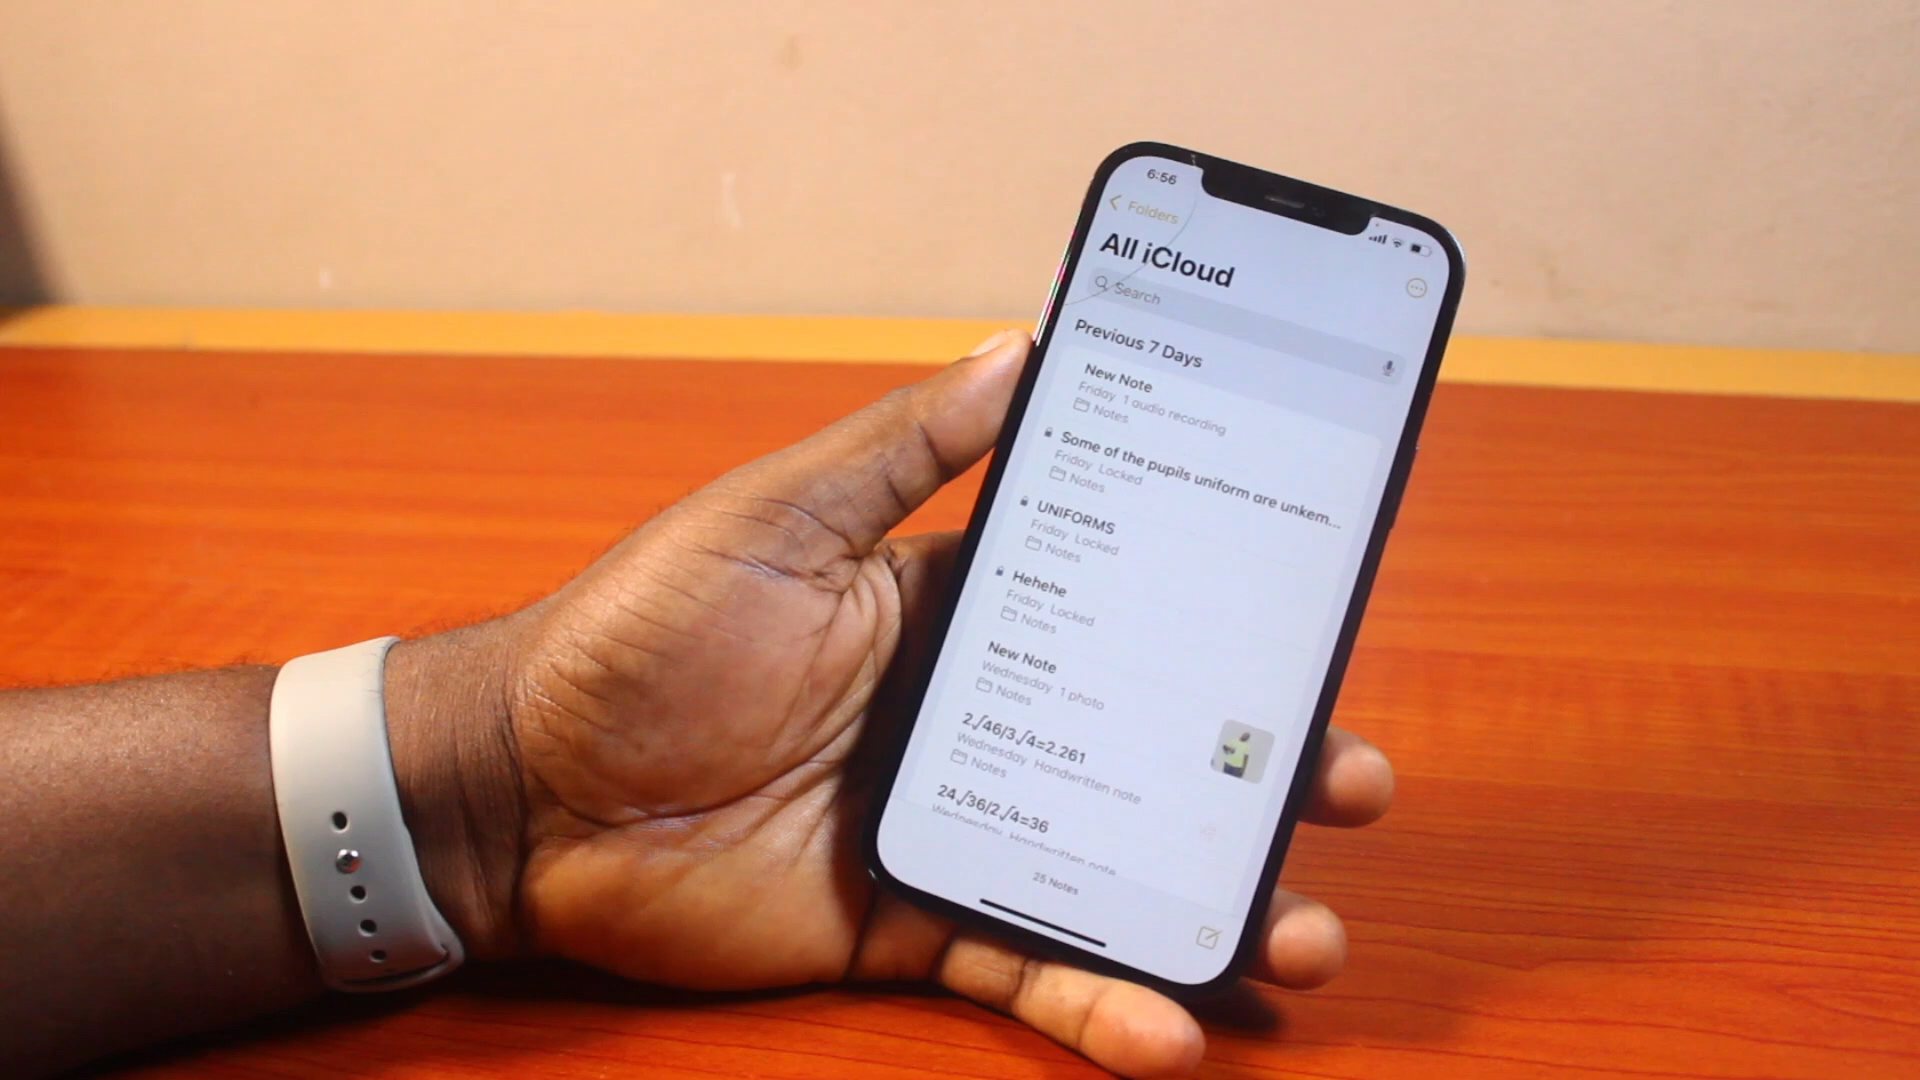 6:56
Folders
All iCloud
Search
Previous 7 Days
New Note
Friday 1 audio recording
Notes
Some of the pupils uniform are unkem...
Friday Locked
Notes
UNIFORMS
Friday Locked
Notes
Hehehe
Friday Locked
Notes
New Note
Wednesday 1 photo
Notes
2√46/3√4=2.261
Wednesday Handwritten note
Notes
24√36/2√4=36
Wednesday Handwritten note
25 Notes